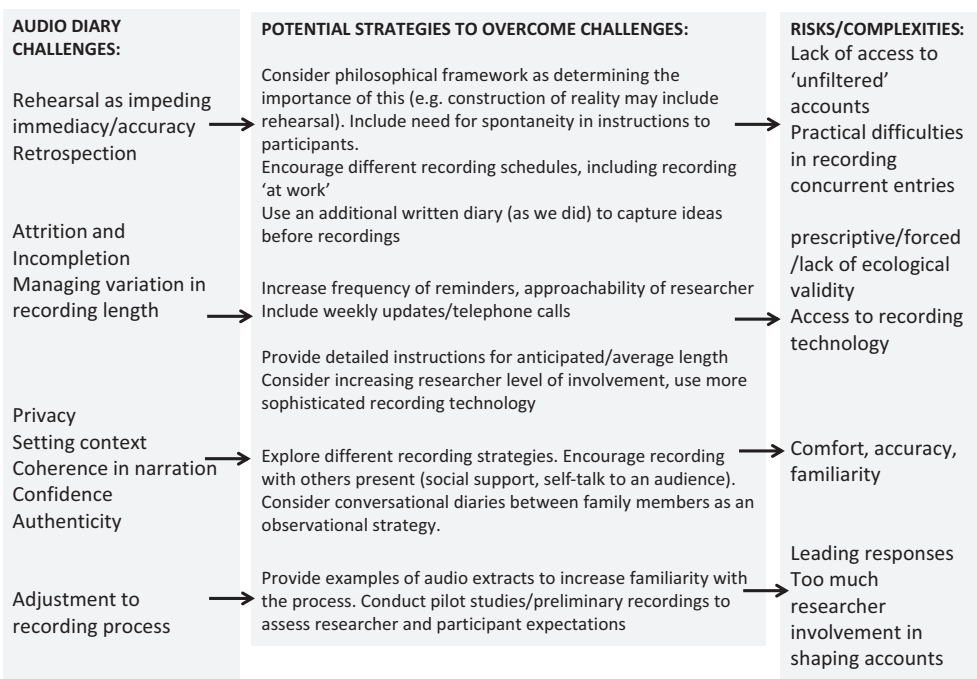 AUDIO DIARY
CHALLENGES:
Rehearsal as impeding
immediacy/accuracy
Retrospection
Attrition and
Incompletion
Managing variation in
recording length
Privacy
Setting context
Coherence in narration
Confidence
Authenticity
Adjustment to
recording process
POTENTIAL STRATEGIES TO OVERCOME CHALLENGES:
Consider philosophical framework as determining the
importance of this (e.g. construction of reality may include
rehearsal). Include need for spontaneity in instructions to
participants.
Encourage different recording schedules, including recording
‘at work’
Use an additional written diary (as we did) to capture ideas
before recordings
Increase frequency of reminders, approachability of researcher
Include weekly updates/telephone calls
Provide detailed instructions for anticipated/average length
Consider increasing researcher level of involvement, use more
sophisticated recording technology
Explore different recording strategies. Encourage recording
with others present (social support, self-talk to an audience).
Consider conversational diaries between family members as an
observational strategy.
Provide examples of audio extracts to increase familiarity with
the process. Conduct pilot studies/preliminary recordings to
assess researcher and participant expectations
RISKS/COMPLEXITIES:
Lack of access to
‘unfiltered’
accounts
Practical difficulties
in recording
concurrent entries
prescriptive/forced
/lack of ecological
validity
Access to recording
technology
Comfort, accuracy,
familiarity
Leading responses
Too much
researcher
involvement in
shaping accounts